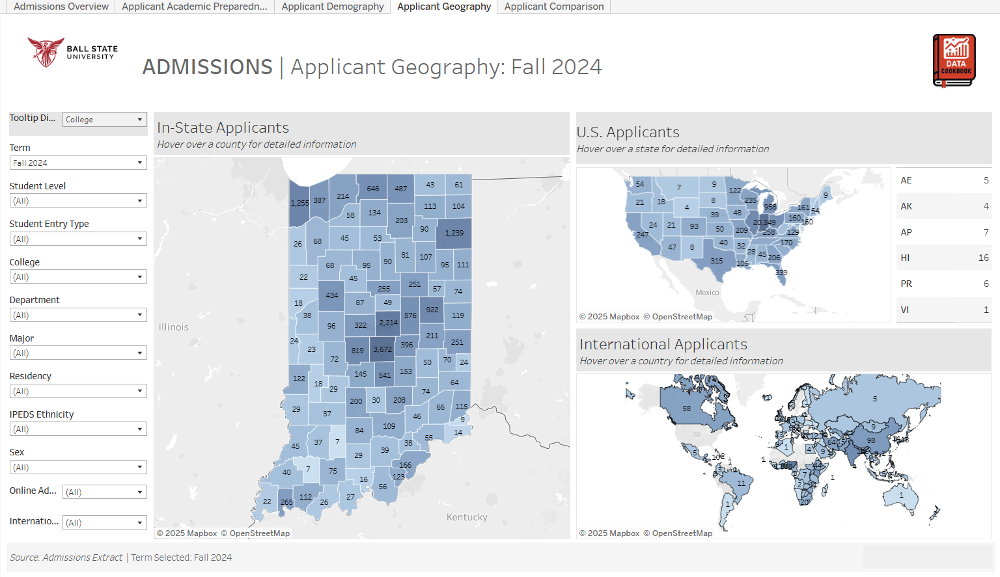 Admissions Overview
Applicant Academic Preparedn...
Applicant Demography
Applicant Geography
Applicant Comparison
BALL STATE
UNIVERSITY
ADMISSIONS | Applicant Geography: Fall 2024
DATA
COOKBOOK
Tooltip Di...
College
Term
Fall 2024
Student Level
(All)
Student Entry Type
(All)
College
(All)
Department
(All)
Major
(All)
Residency
(All)
IPEDS Ethnicity
(All)
Sex
(All)
Online Ad...
(All)
Internatio...
(All)
In-State Applicants
Hover over a county for detailed information
646 487 43 61
1,255 387 214
58 134 113 104
203 90 1,239
26 68 45 53
68 95 90 81 107 95 111
22 45
434 255 251 57 74
18 87 49
38 96 322 2,214 576 922 119
24 23 72 819 3,672 396 211 251
50 70 24
122 18 29 145 541 153 64
29 37 200 30 208 74 66 115
46 9
84 109 14
45 37 7 55
29 39 38
40 7 75 166
16 123
56
22 265 112 26 27
Illinois
Indiana
Kentucky
© 2025 Mapbox © OpenStreetMap
U.S. Applicants
Hover over a state for detailed information
54 7 9 122 9
21 18 8 235 958 161 54
4 39 48 160 160
24 21 93 50 209 20,349 258 129
247 40 32 170
47 8 28 45 206
315 105 339
Mexico
© 2025 Mapbox © OpenStreetMap
AE 5
AK 4
AP 7
HI 16
PR 6
VI 1
International Applicants
Hover over a country for detailed information
58 5
9
98
5 1 4 9
11 7
1 20 1
© 2025 Mapbox © OpenStreetMap
Source: Admissions Extract | Term Selected: Fall 2024